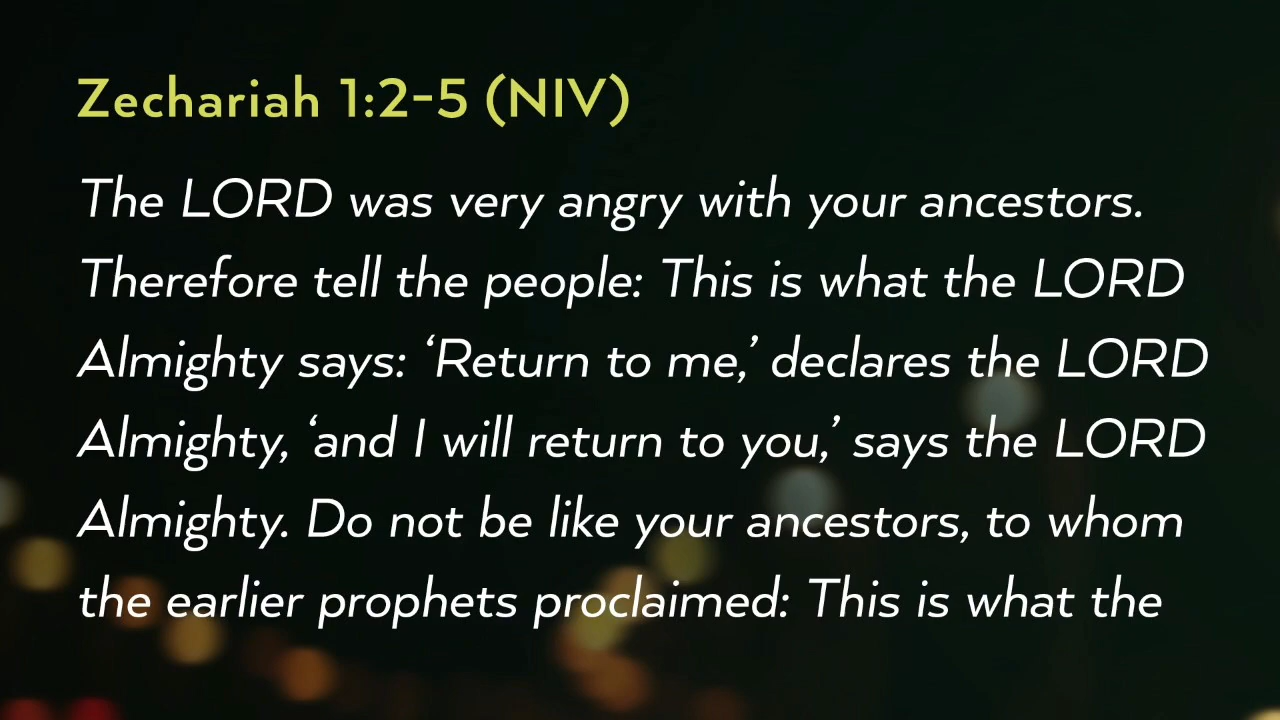 Zechariah 1:2-5 (NIV)
The LORD was very angry with your ancestors.
Therefore tell the people: This is what the LORD
Almighty says: ‘Return to me,’ declares the LORD
Almighty, ‘and I will return to you,’ says the LORD
Almighty. Do not be like your ancestors, to whom
the earlier prophets proclaimed: This is what the